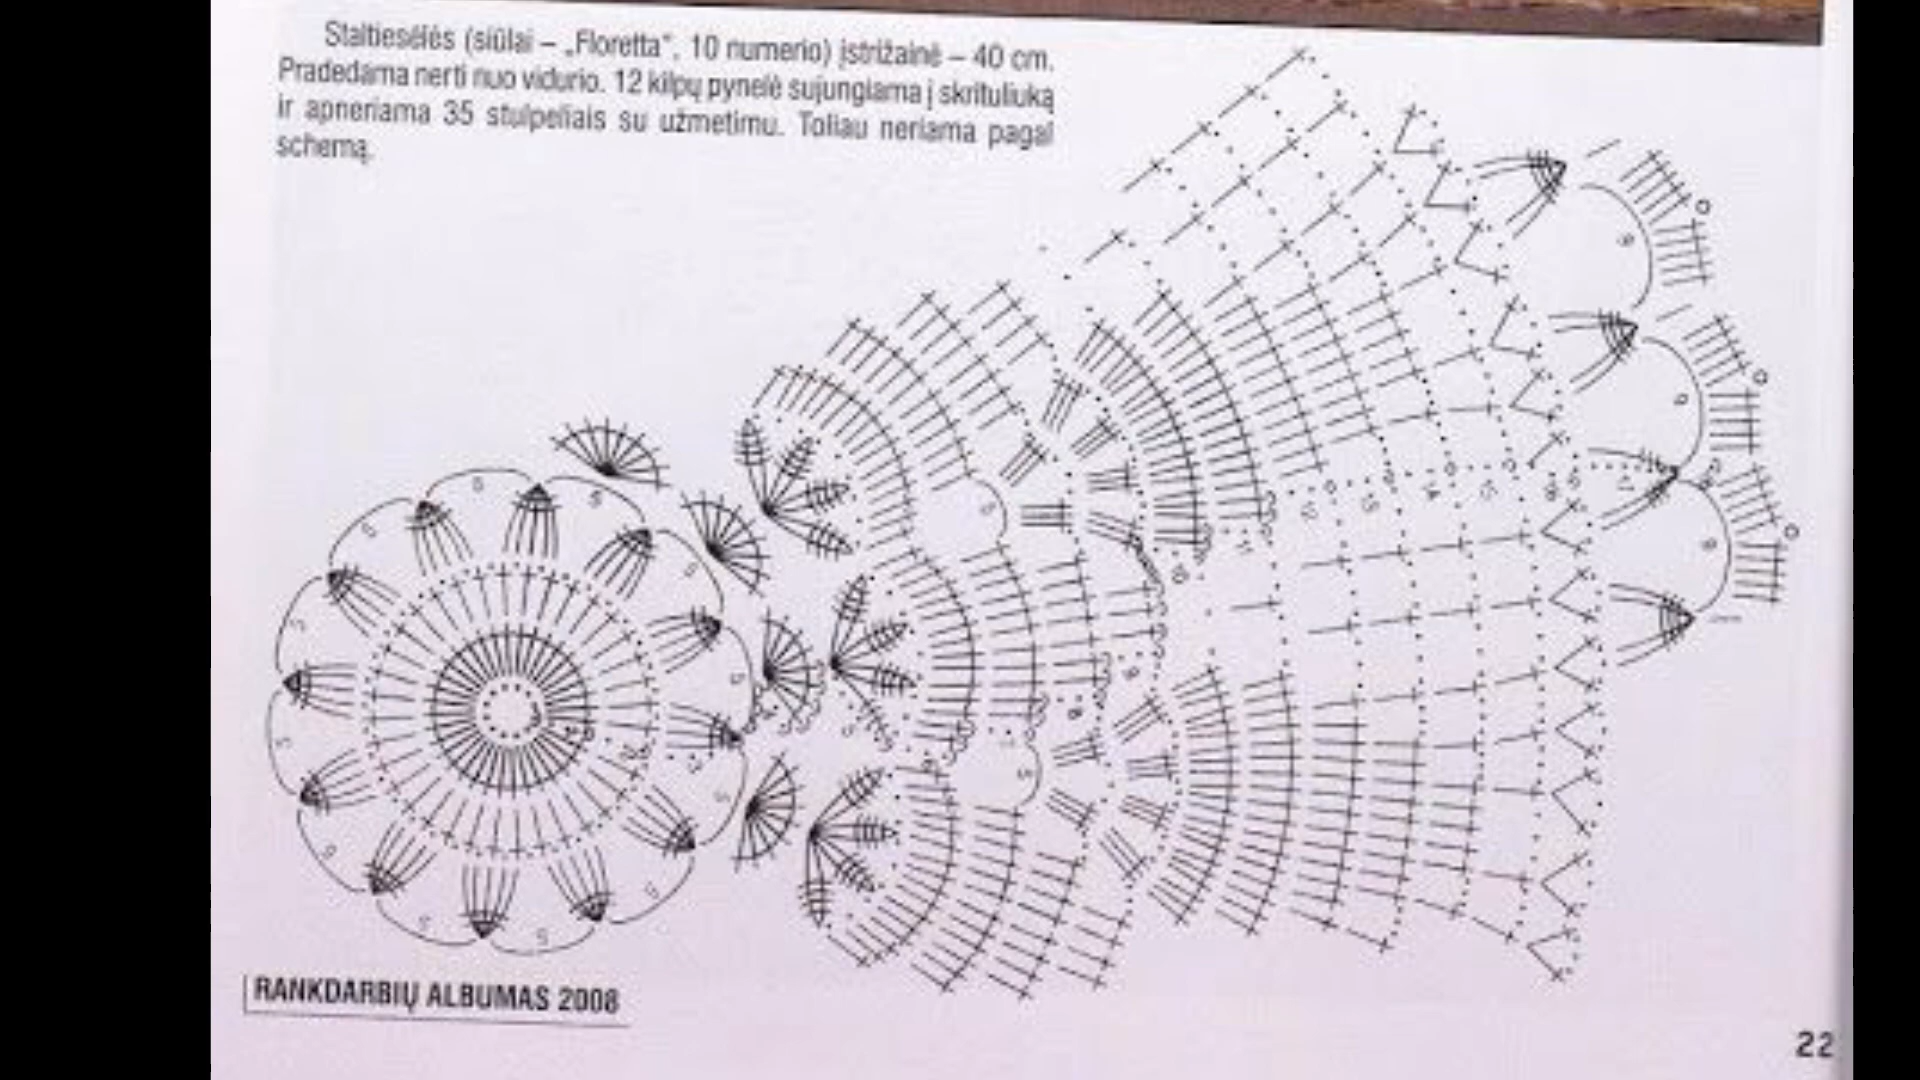 Staltiesėlės (siūlai – „Floretta“, 10 numerio) įstrižainė – 40 cm.
Pradedama nerti nuo vidurio. 12 kilpų pynelė sujungiama į skrituliuką
ir apneriama 35 stulpeliais su užmetimu. Toliau neriama pagal
schemą.
RANKDARBIŲ ALBUMAS 2008
22